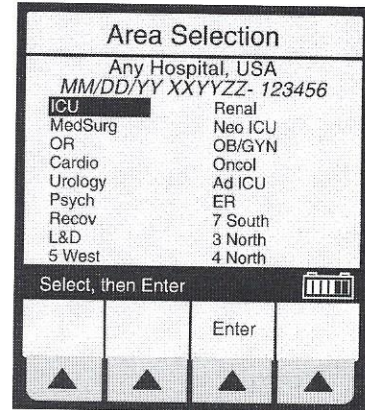 Area Selection
Any Hospital, USA
MM/DD/YY XXYYZZ- 123456
ICU
MedSurg
OR
Cardio
Urology
Psych
Recov
L&D
5 West
Renal
Neo ICU
OB/GYN
Oncol
Ad ICU
ER
7 South
3 North
4 North
Select, then Enter
Enter